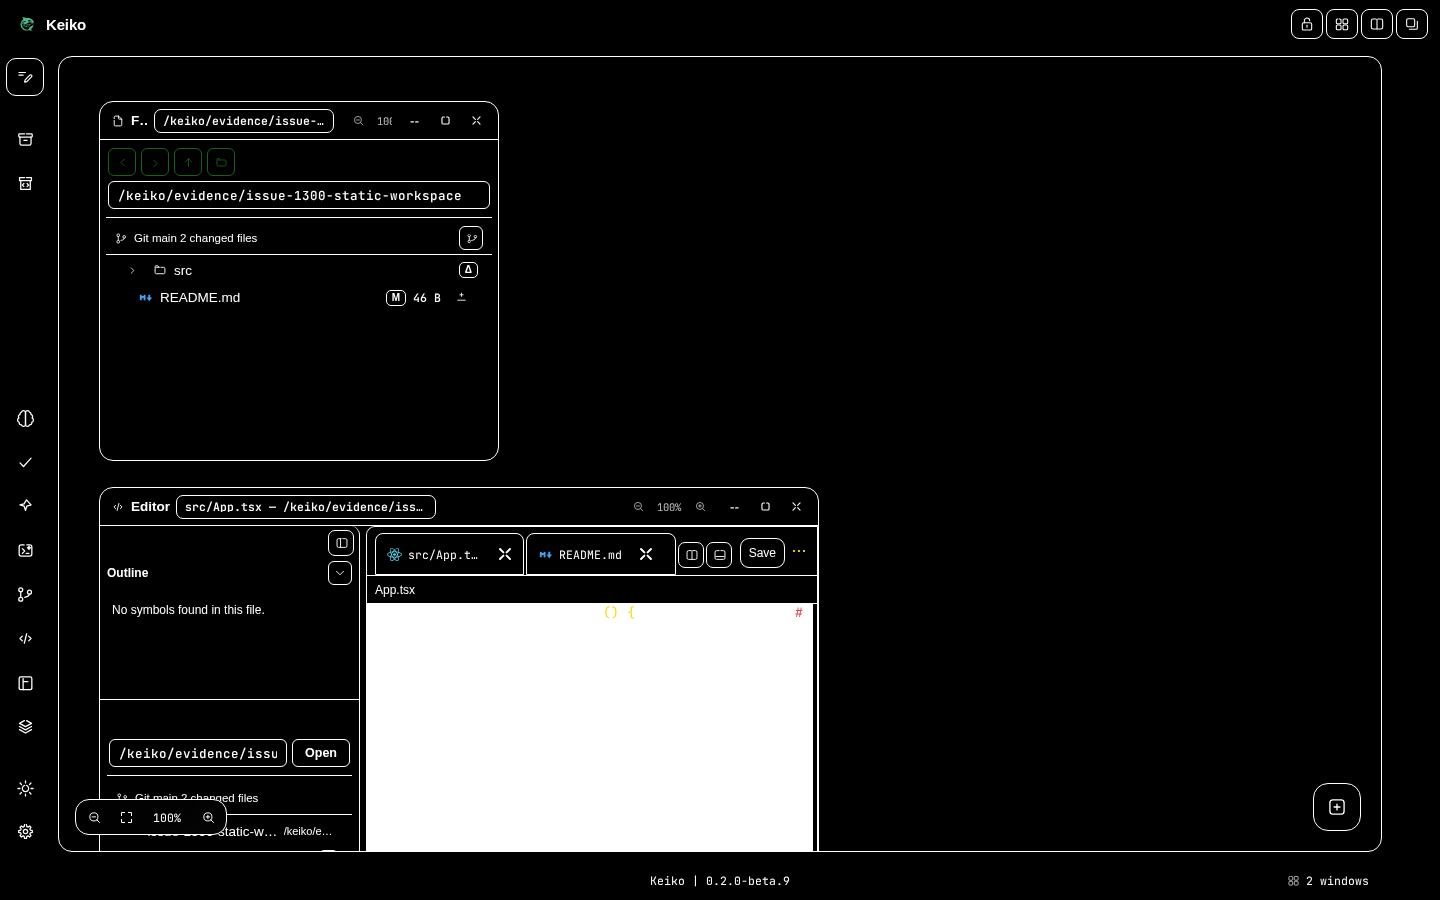 Keiko
F.. /keiko/evidence/issue-…
/keiko/evidence/issue-1300-static-workspace
Git main 2 changed files
src Δ
README.md M 46 B
Editor src/App.tsx — /keiko/evidence/iss… 100%
src/App.t… README.md Save ...
Outline
App.tsx
No symbols found in this file.
() { #
/keiko/evidence/issu Open
Git main 2 changed files
100%
static-w… /keiko/e…
Keiko | 0.2.0-beta.9
2 windows